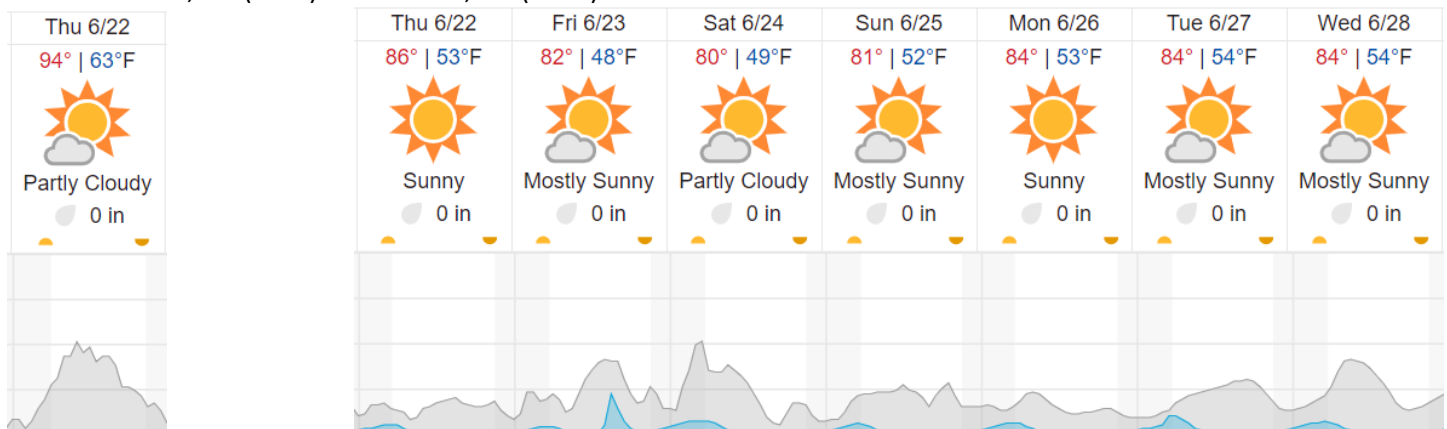 Thu 6/22
94° | 63°F
Partly Cloudy
0 in
Thu 6/22 Fri 6/23 Sat 6/24 Sun 6/25 Mon 6/26 Tue 6/27 Wed 6/28
86° | 53°F 82° | 48°F 80° | 49°F 81° | 52°F 84° | 53°F 84° | 54°F 84° | 54°F
Sunny Mostly Sunny Partly Cloudy Mostly Sunny Sunny Mostly Sunny Mostly Sunny
0 in 0 in 0 in 0 in 0 in 0 in 0 in